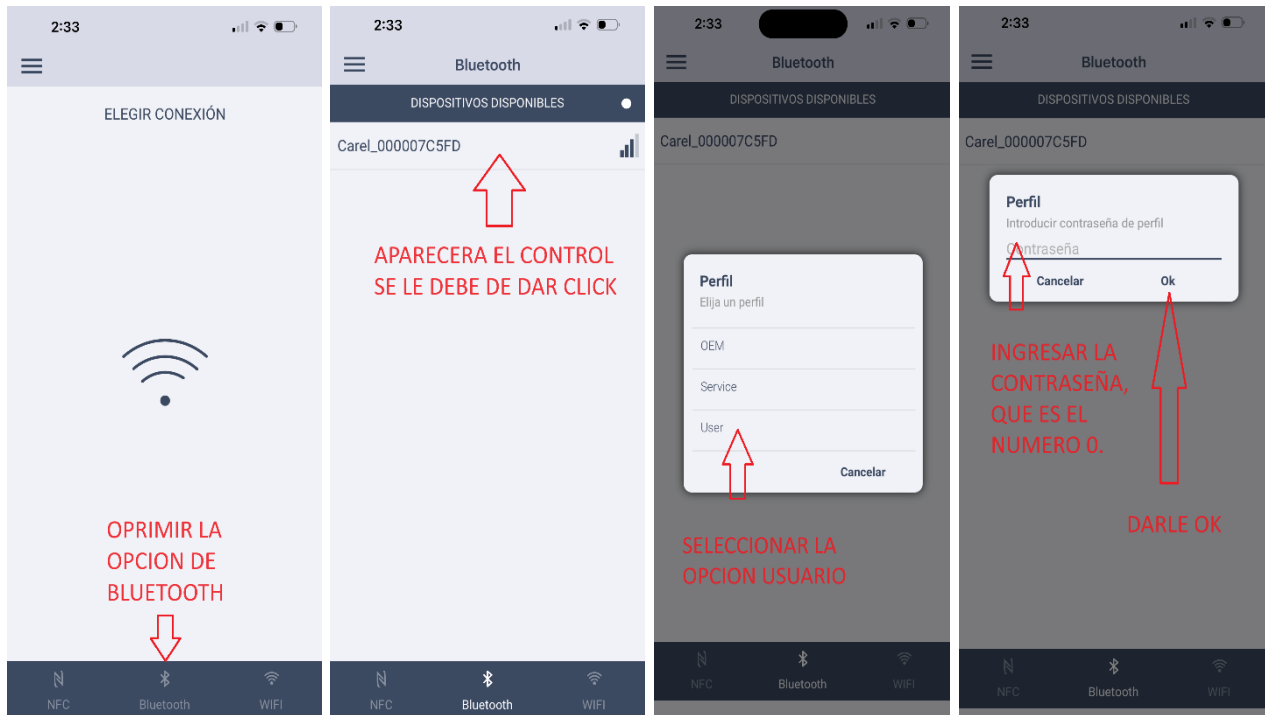 2:33
ELEGIR CONEXIÓN
OPRIMIR LA
OPCION DE
BLUETOOTH
NFC
Bluetooth
WIFI
2:33
Bluetooth
DISPOSITIVOS DISPONIBLES
Carel_000007C5FD
APARECERA EL CONTROL
SE LE DEBE DE DAR CLICK
NFC
Bluetooth
WIFI
2:33
Bluetooth
DISPOSITIVOS DISPONIBLES
Carel_000007C5FD
Perfil
Elija un perfil
OEM
Service
User
Cancelar
SELECCIONAR LA
OPCION USUARIO
NFC
Bluetooth
WIFI
2:33
Bluetooth
DISPOSITIVOS DISPONIBLES
Carel_000007C5FD
Perfil
Introducir contraseña de perfil
Contraseña
Cancelar
Ok
INGRESAR LA
CONTRASEÑA,
QUE ES EL
NUMERO 0.
DARLE OK
NFC
Bluetooth
WIFI